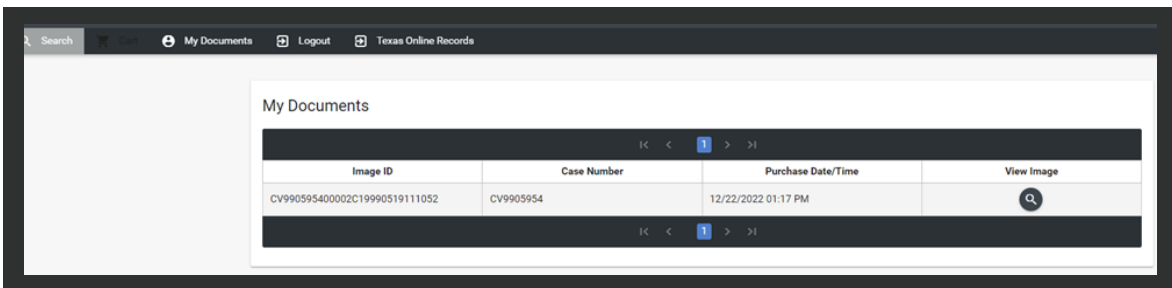 Search Cart My Documents Logout Texas Online Records
My Documents
1
Image ID Case Number Purchase Date/Time View Image
CV990595400002C19990519111052 CV9905954 12/22/2022 01:17 PM
1